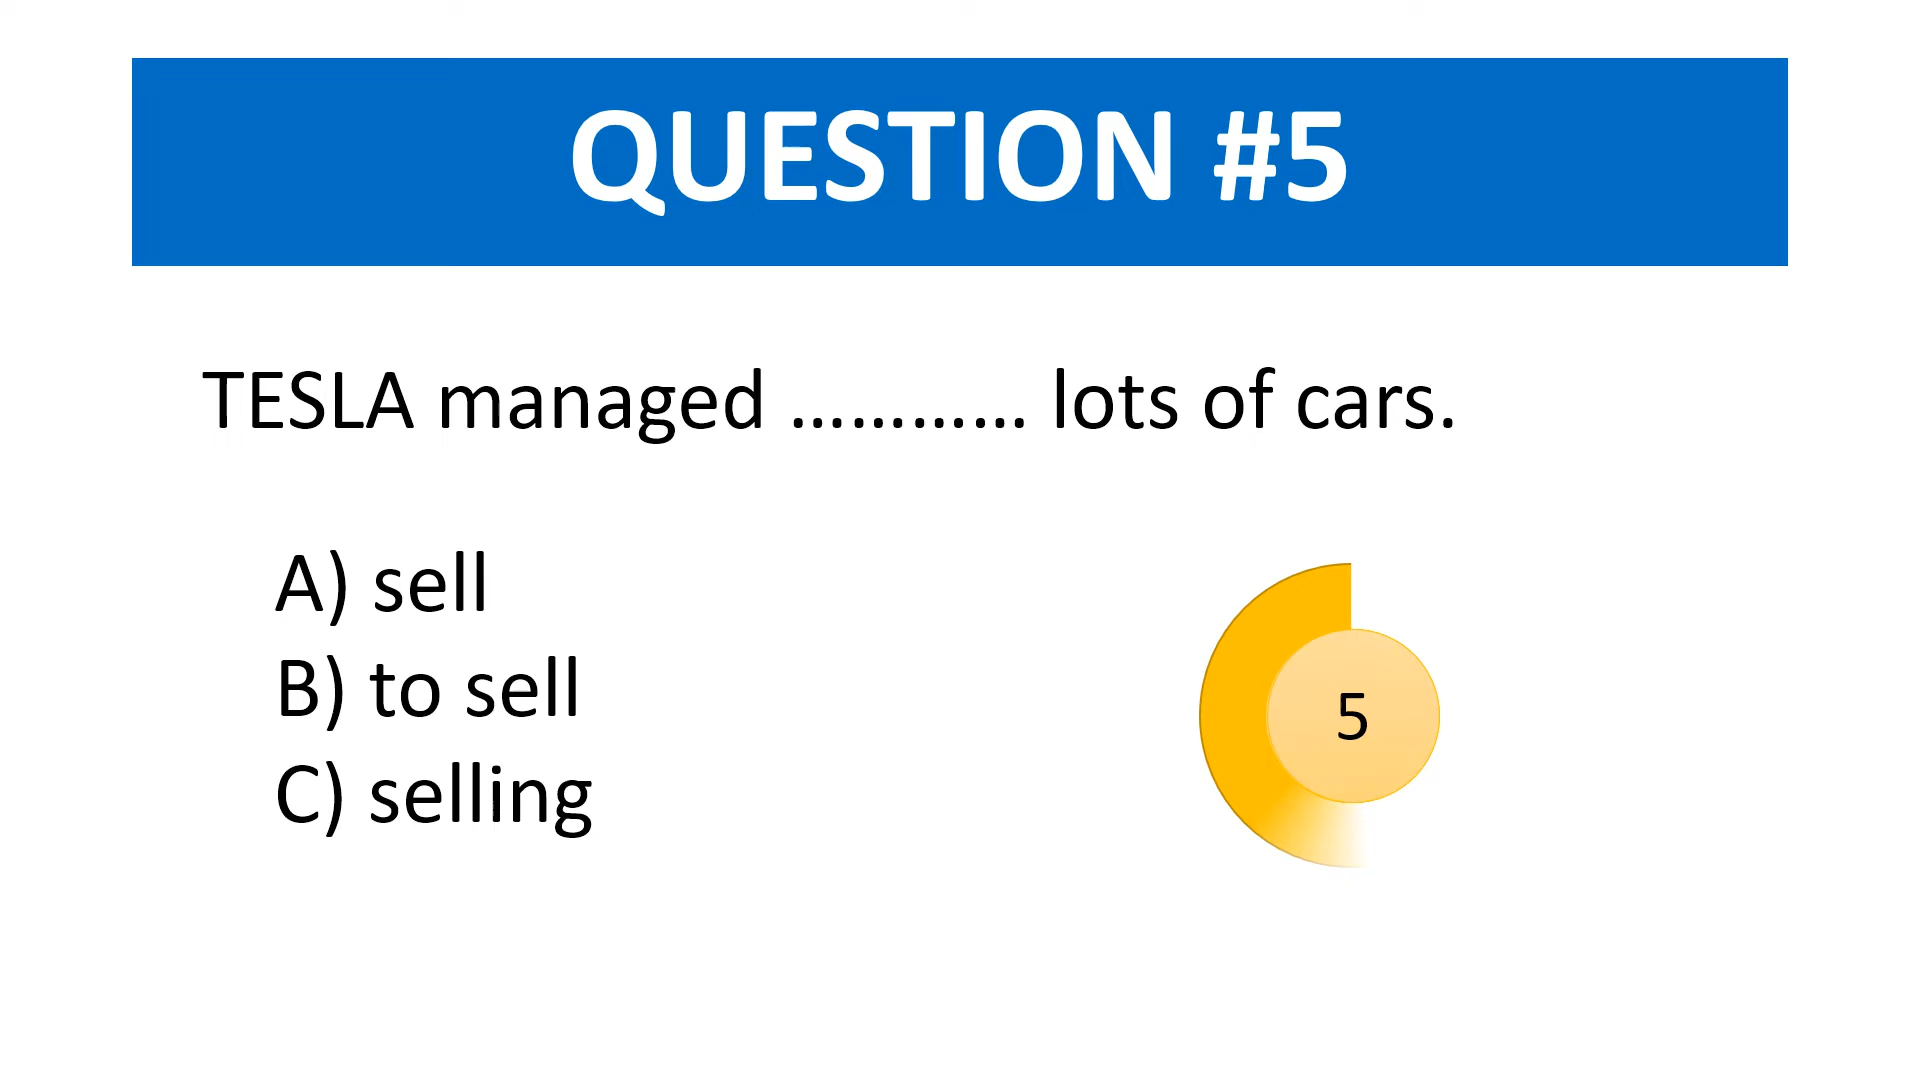 QUESTION #5
TESLA managed ………… lots of cars.
A) sell
B) to sell
5
C) selling